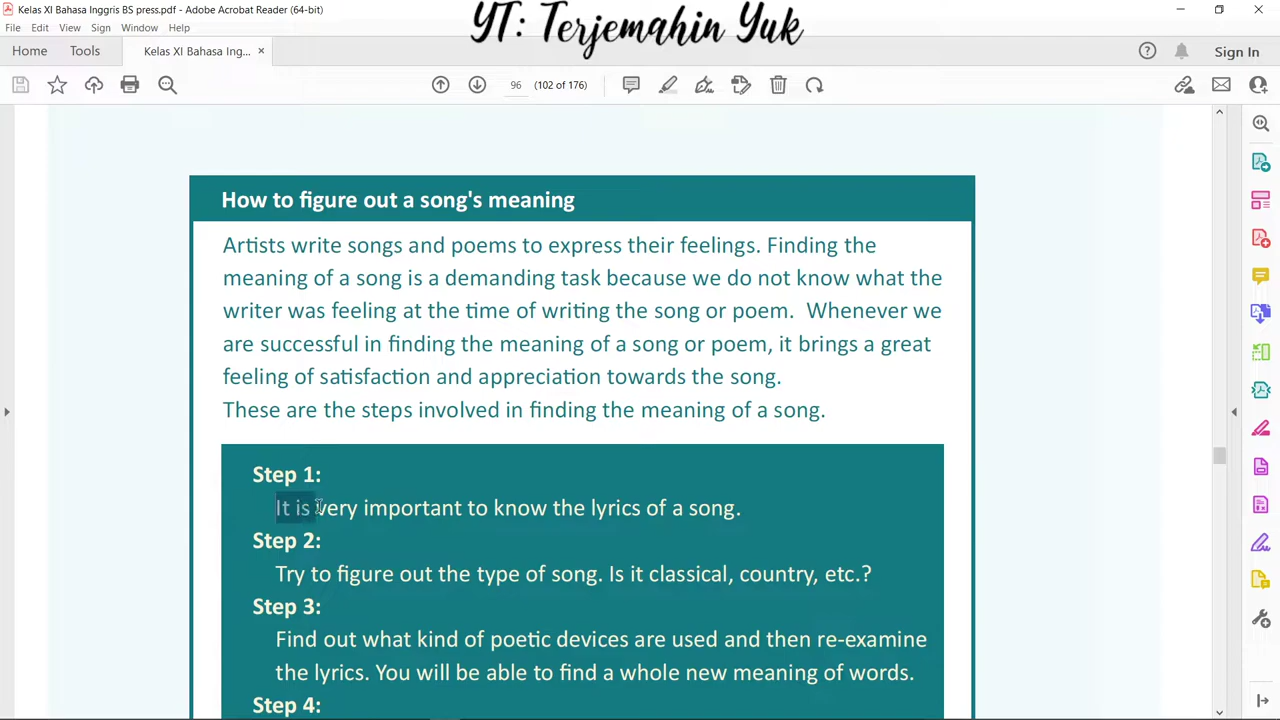 Kelas XI Bahasa Inggris BS press.pdf - Adobe Acrobat Reader (64-bit)
YT: Terjemahin Yuk
File Edit View Sign Window Help
Home Tools Kelas XI Bahasa Ing... × Sign In
96 (102 of 176)
How to figure out a song's meaning
Artists write songs and poems to express their feelings. Finding the
meaning of a song is a demanding task because we do not know what the
writer was feeling at the time of writing the song or poem. Whenever we
are successful in finding the meaning of a song or poem, it brings a great
feeling of satisfaction and appreciation towards the song.
These are the steps involved in finding the meaning of a song.
Step 1:
It is very important to know the lyrics of a song.
Step 2:
Try to figure out the type of song. Is it classical, country, etc.?
Step 3:
Find out what kind of poetic devices are used and then re-examine
the lyrics. You will be able to find a whole new meaning of words.
Step 4: